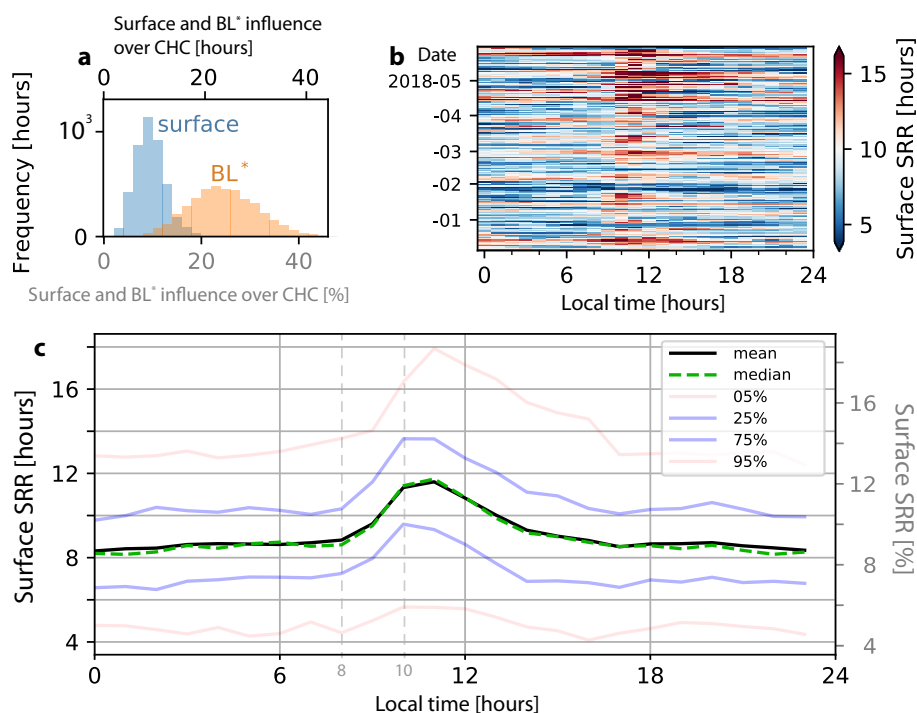 Surface and BL* influence
over CHC [hours]
a
0
20
40
Frequency [hours]
10³
0
surface
BL*
0
20
40
Surface and BL* influence over CHC [%]
b
Date
2018-05
-04
-03
-02
-01
0
6
12
18
24
Local time [hours]
15
10
5
Surface SRR [hours]
c
Surface SRR [hours]
16
12
8
4
mean
median
05%
25%
75%
95%
16
12
8
4
Surface SRR
[%]
0
6
8
10
12
18
24
Local time [hours]